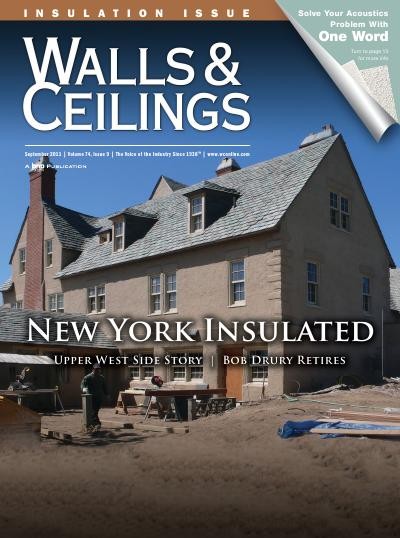 INSULATION ISSUE
Solve Your Acoustics
Problem With
One Word
Turn to page 13
for more info
WALLS &
CEILINGS
September 2011 | Volume 74, Issue 9 | The Voice of the Industry Since 1938™ | www.wconline.com
A bnp PUBLICATION
NEW YORK INSULATED
UPPER WEST SIDE STORY | BOB DRURY RETIRES